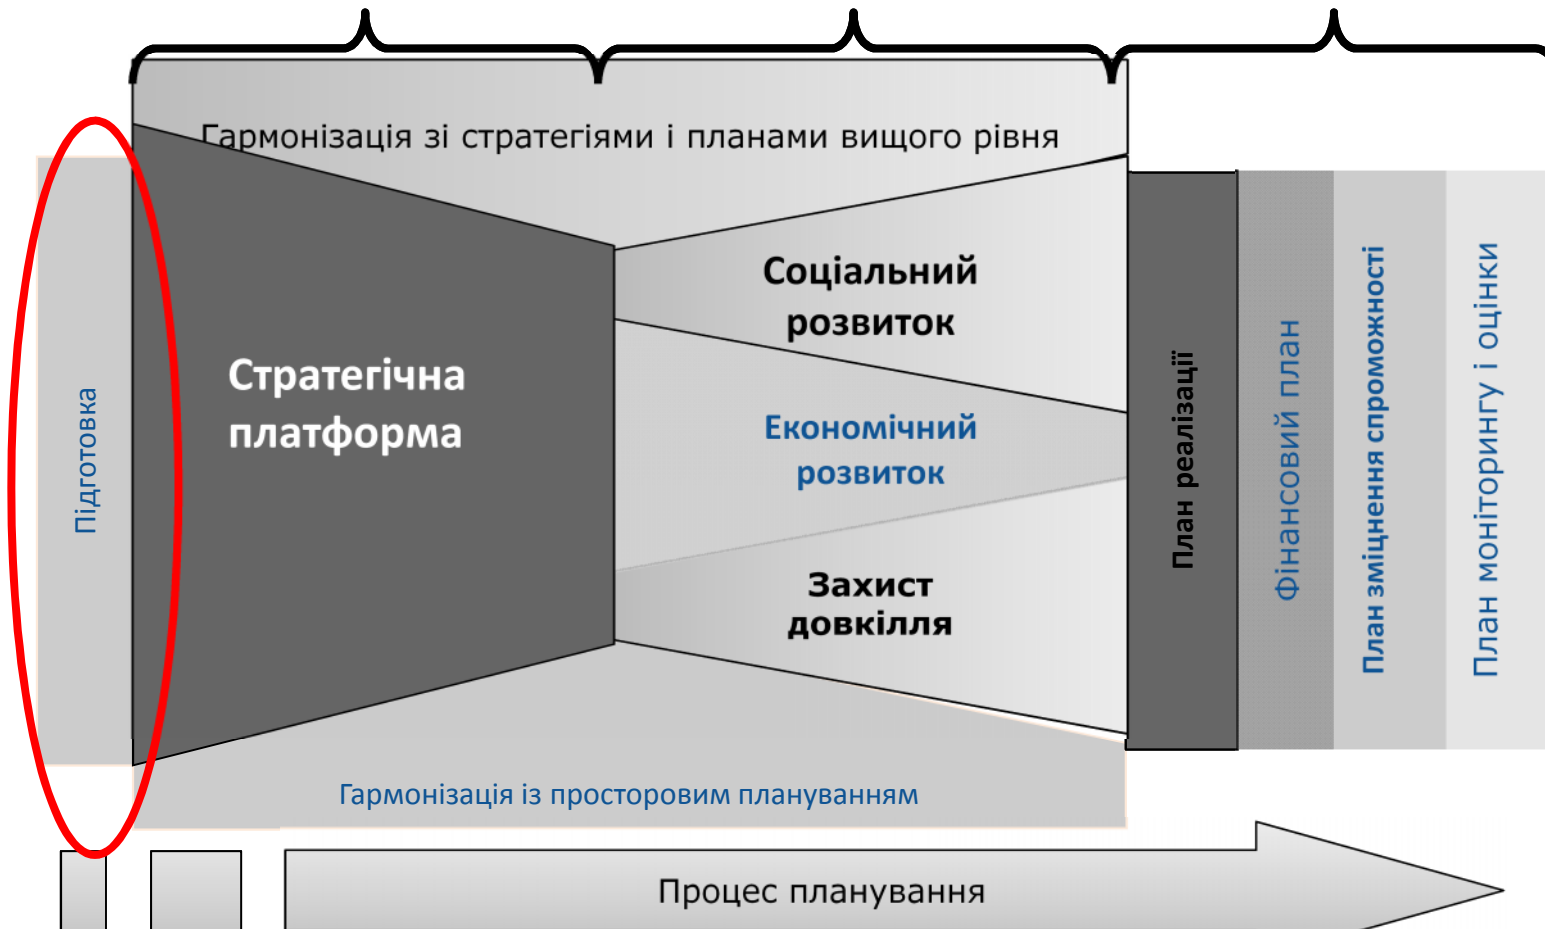 Гармонізація зі стратегіями і планами вищого рівня
Підготовка
Стратегічна
платформа
Соціальний
розвиток
Економічний
розвиток
Захист
довкілля
План реалізації
Фінансовий план
План зміцнення спроможності
План моніторингу і оцінки
Гармонізація із просторовим плануванням
Процес планування